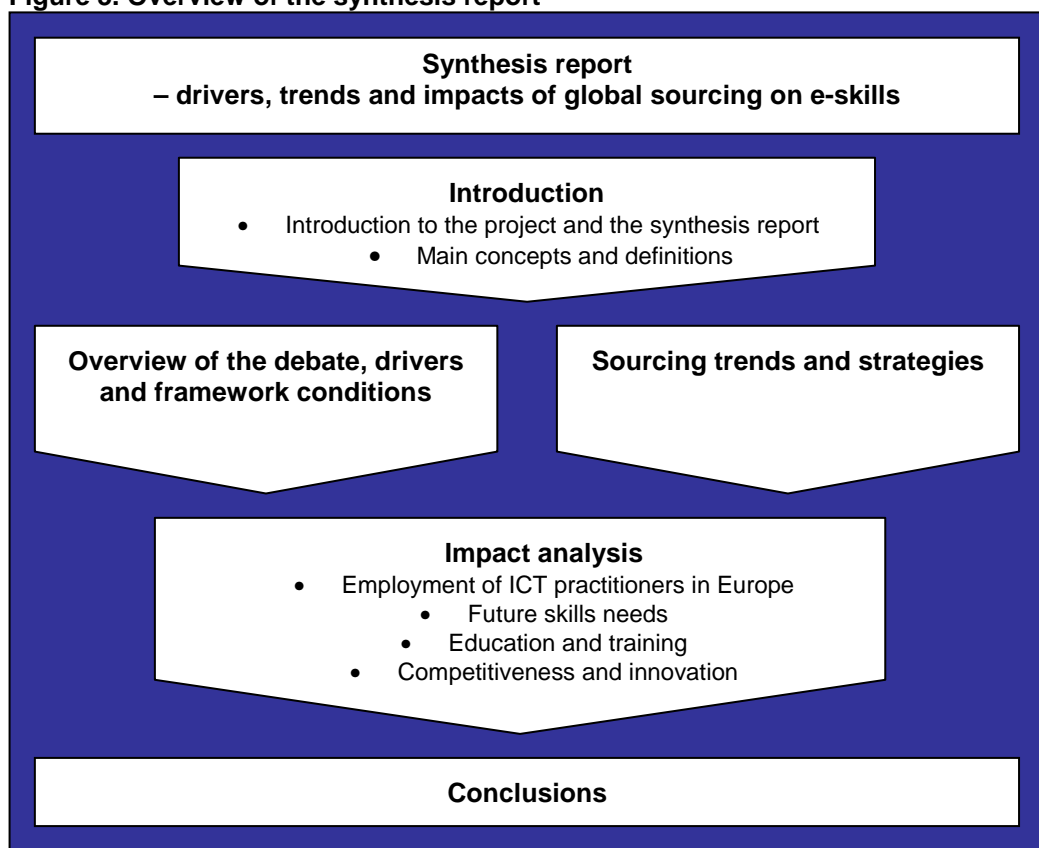 Figure 3. Overview of the synthesis report
Synthesis report
– drivers, trends and impacts of global sourcing on e-skills
Introduction
• Introduction to the project and the synthesis report
• Main concepts and definitions
Overview of the debate, drivers
and framework conditions
Sourcing trends and strategies
Impact analysis
• Employment of ICT practitioners in Europe
• Future skills needs
• Education and training
• Competitiveness and innovation
Conclusions